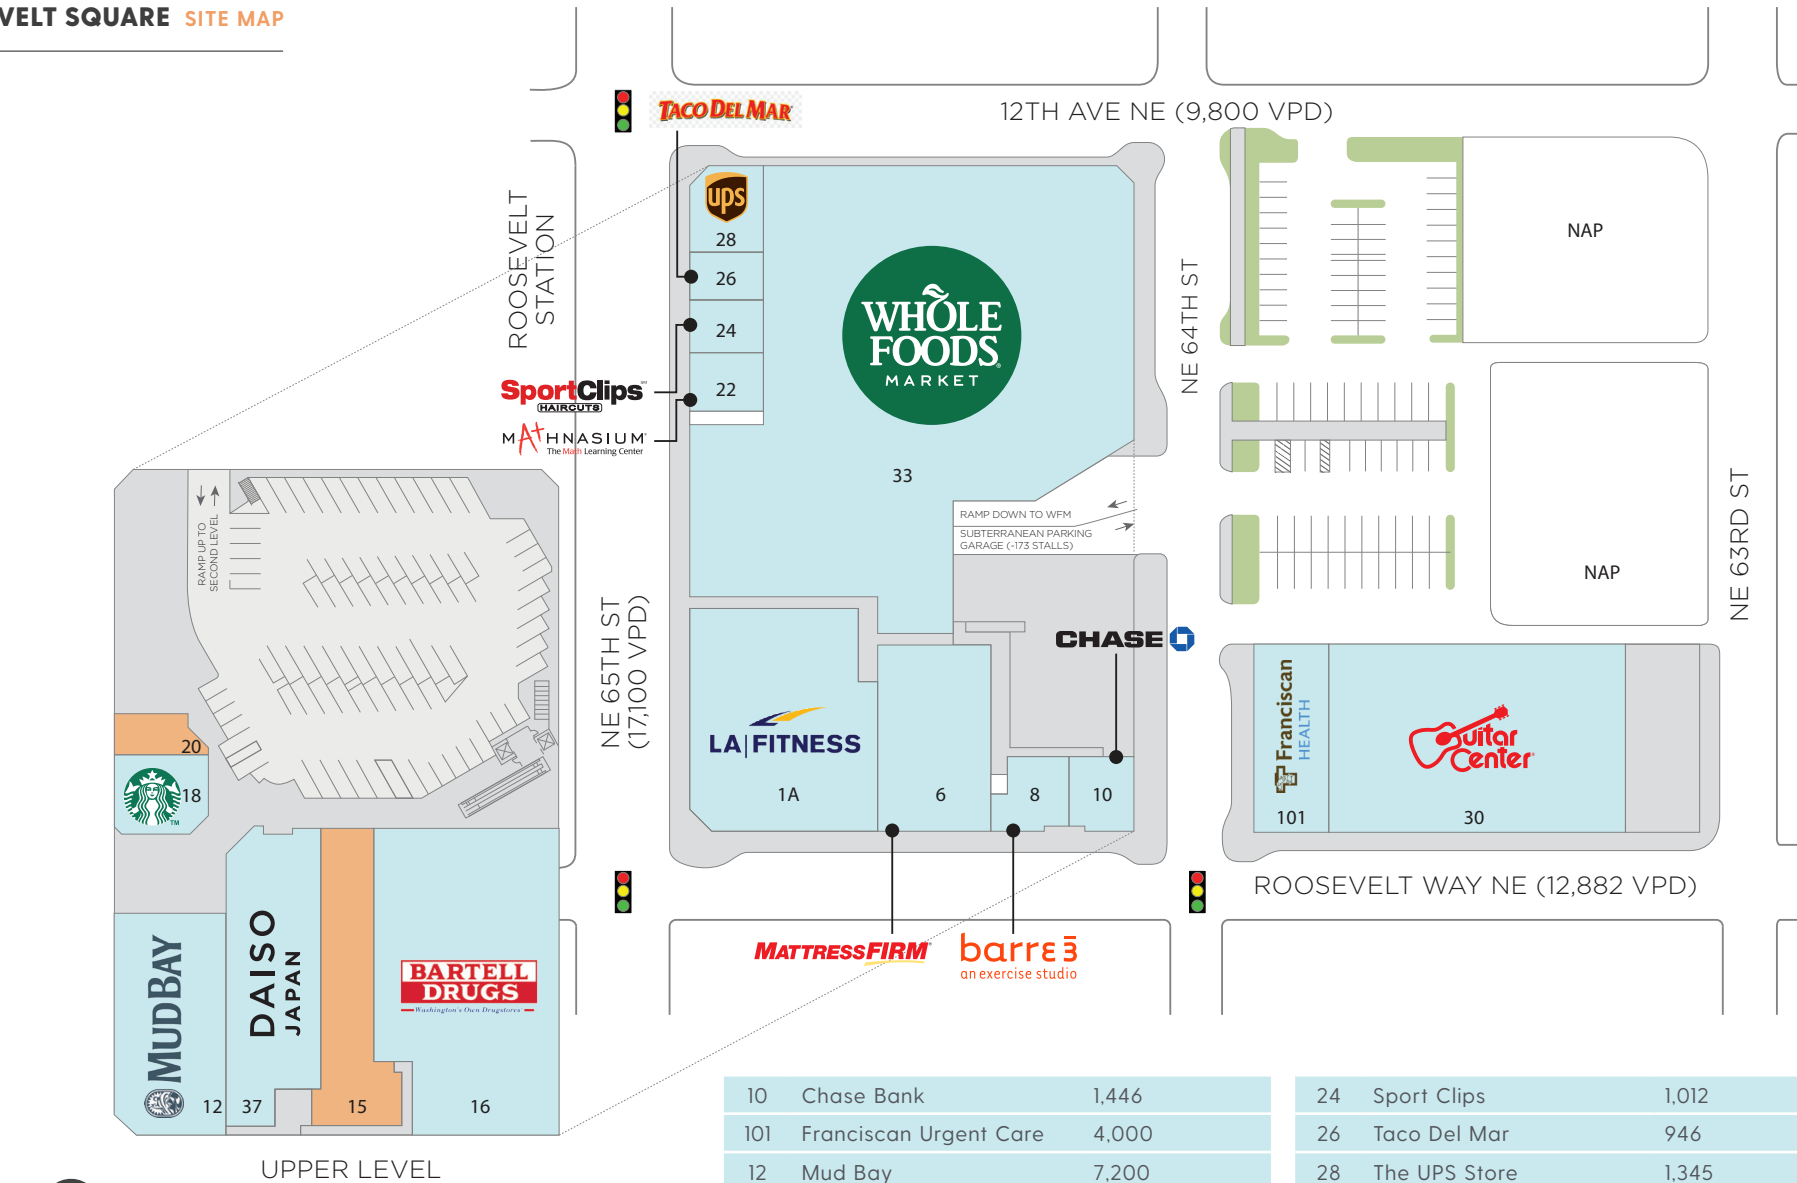 VELT SQUARE SITE MAP
TACO DEL MAR
12TH AVE NE (9,800 VPD)
ROOSEVELT
STATION
ups
28
26
24
22
WHOLE
FOODS
MARKET
NE 64TH ST
NAP
SportClips
HAIRCUTS
MATHNASIUM
The Math Learning Center
33
RAMP UP TO
SECOND LEVEL
RAMP DOWN TO WFM
SUBTERRANEAN PARKING
GARAGE (~173 STALLS)
NAP
NE 63RD ST
NE 65TH ST
(17,100 VPD)
CHASE
LA|FITNESS
1A
6
8
10
Franciscan
HEALTH
101
Guitar
Center
30
20
18
TM
ROOSEVELT WAY NE (12,882 VPD)
MATTRESSFIRM
barre3
an exercise studio
MUDBAY
12
DAISO
JAPAN
37
15
BARTELL
DRUGS
Washington's Own Drugstores
16
UPPER LEVEL
10 Chase Bank 1,446
101 Franciscan Urgent Care 4,000
12 Mud Bay 7,200
24 Sport Clips 1,012
26 Taco Del Mar 946
28 The UPS Store 1,345